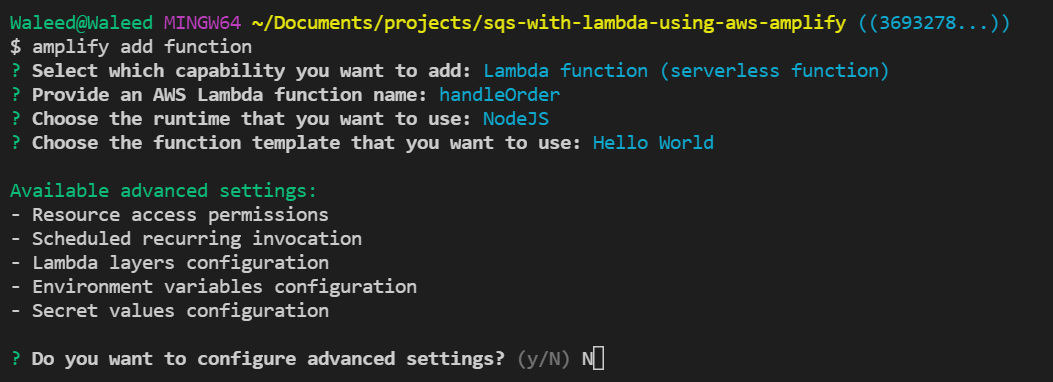 Waleed@Waleed MINGW64 ~/Documents/projects/sqs-with-lambda-using-aws-amplify ((3693278...))
$ amplify add function
? Select which capability you want to add: Lambda function (serverless function)
? Provide an AWS Lambda function name: handleOrder
? Choose the runtime that you want to use: NodeJS
? Choose the function template that you want to use: Hello World
Available advanced settings:
- Resource access permissions
- Scheduled recurring invocation
- Lambda layers configuration
- Environment variables configuration
- Secret values configuration
? Do you want to configure advanced settings? (y/N) N